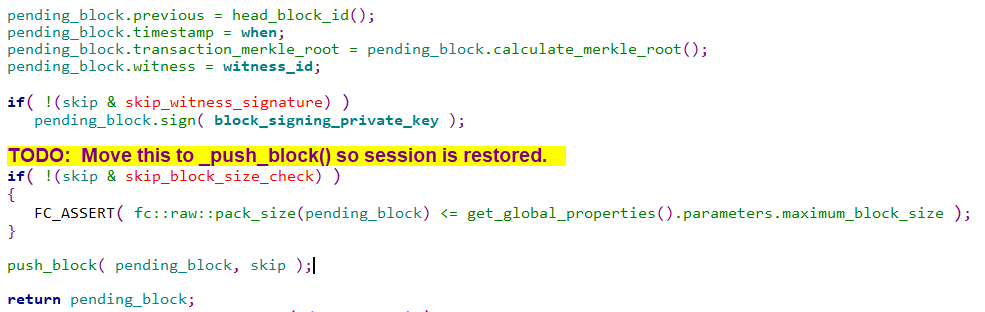 pending_block.previous = head_block_id();
pending_block.timestamp = when;
pending_block.transaction_merkle_root = pending_block.calculate_merkle_root();
pending_block.witness = witness_id;
if( !(skip & skip_witness_signature) )
pending_block.sign( block_signing_private_key );
TODO:  Move this to _push_block() so session is restored.
if( !(skip & skip_block_size_check) )
{
FC_ASSERT( fc::raw::pack_size(pending_block) <= get_global_properties().parameters.maximum_block_size );
}
push_block( pending_block, skip );
return pending_block;